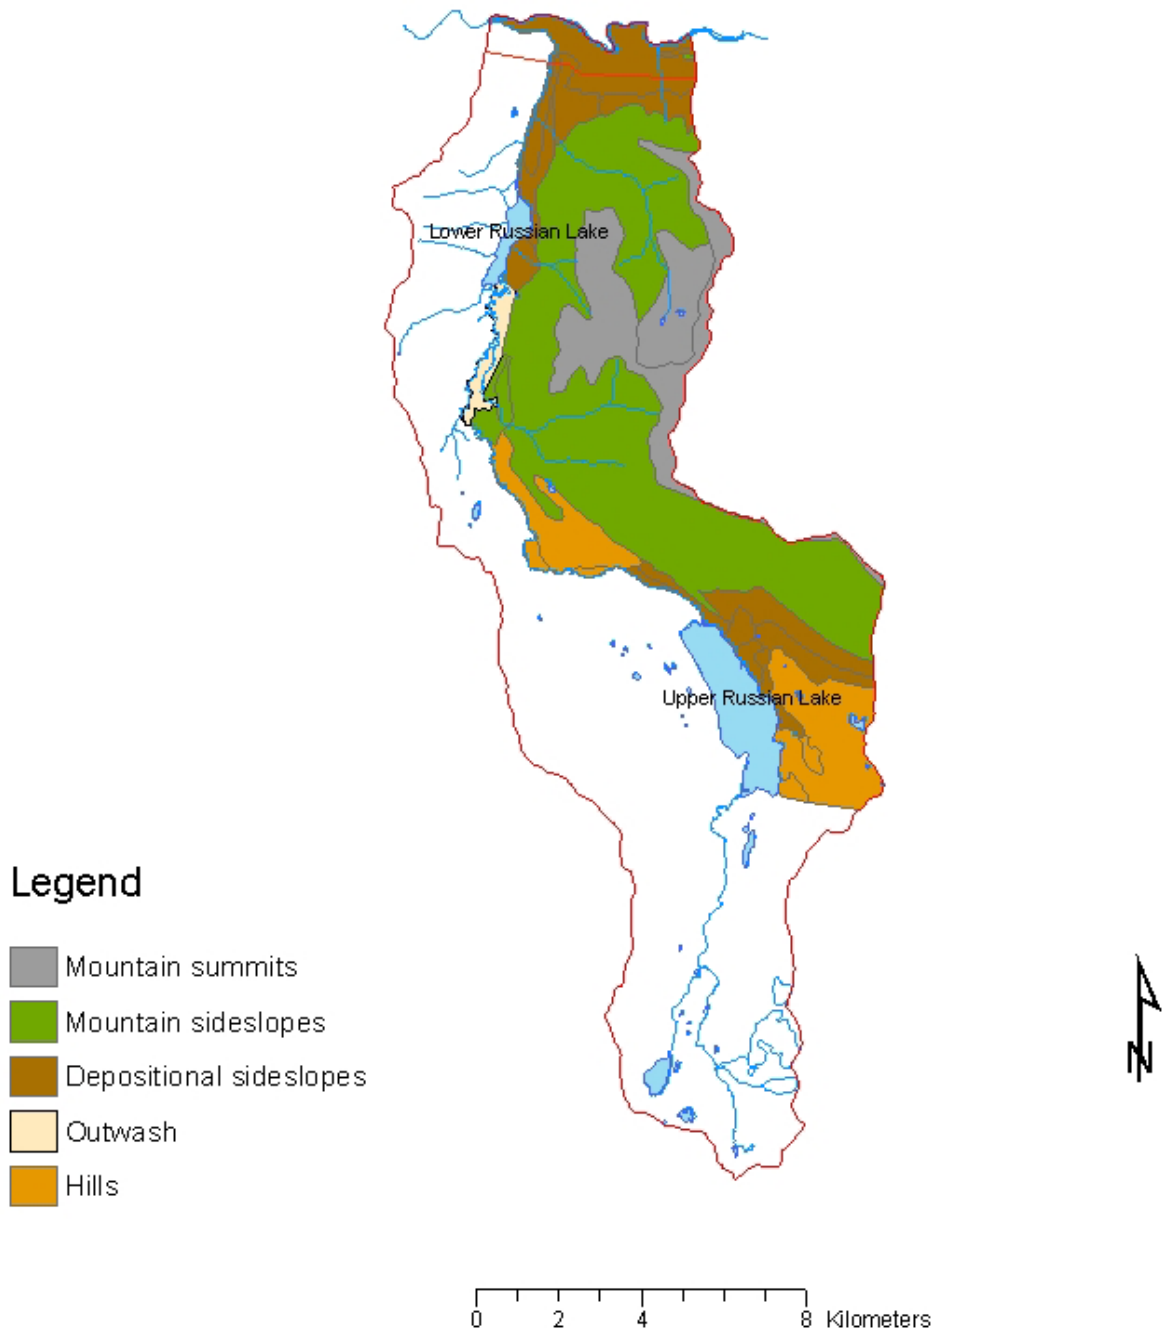 Lower Russian Lake
Upper Russian Lake
Legend
Mountain summits
Mountain sideslopes
Depositional sideslopes
Outwash
Hills
N
0 2 4 8 Kilometers